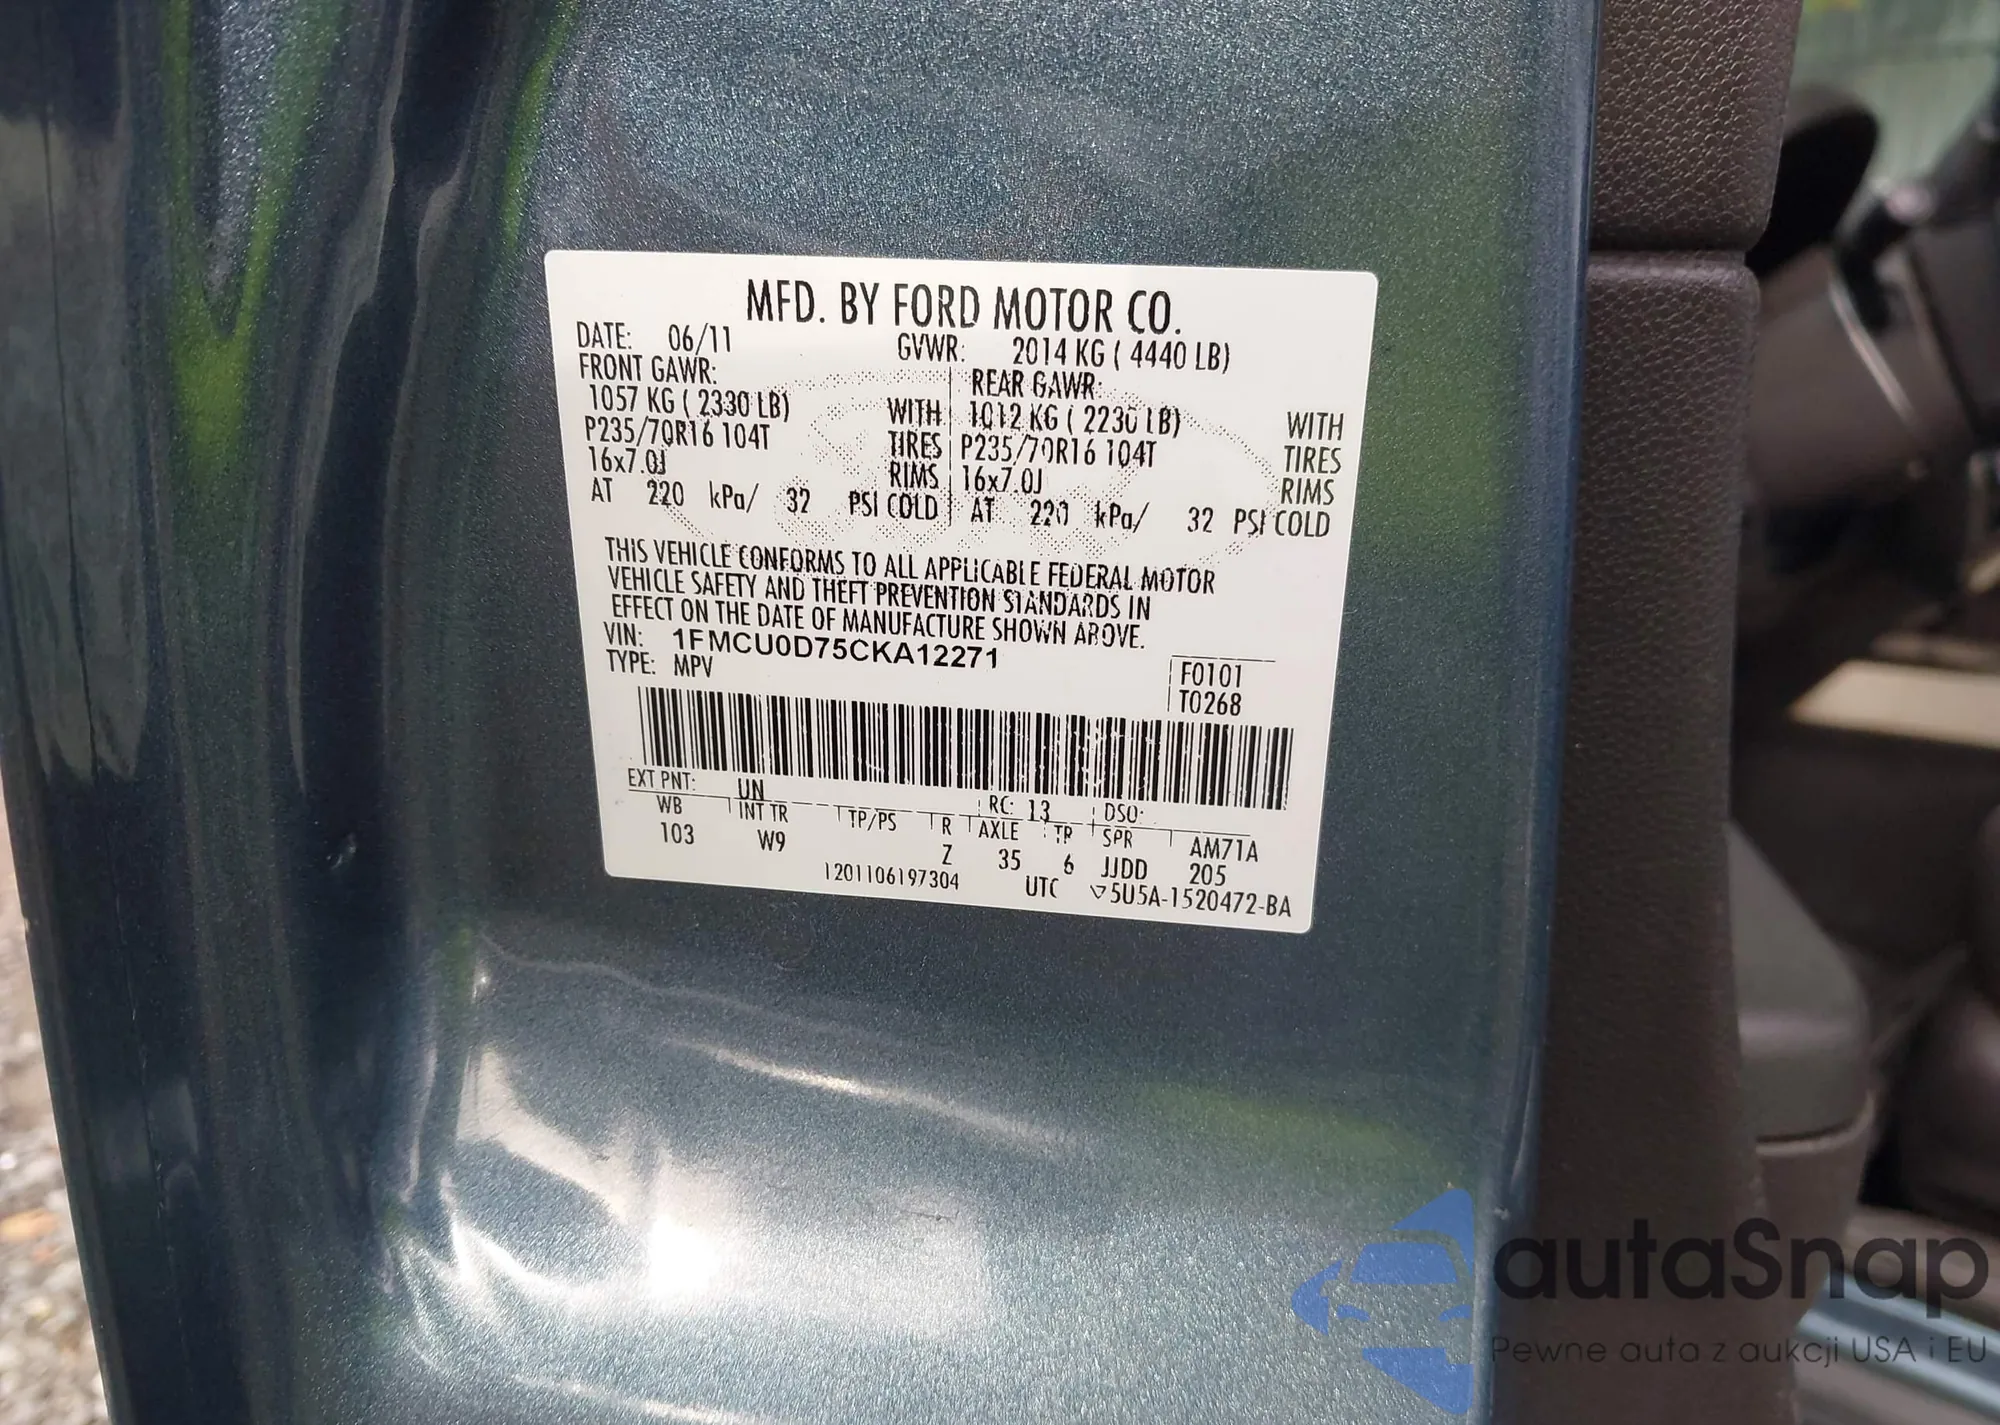 MFD. BY FORD MOTOR CO.
DATE: 06/11 GVWR: 2014 KG ( 4440 LB)
FRONT GAWR: REAR GAWR:
1057 KG ( 2330 LB) WITH 1012 KG ( 2230 LB) WITH
P235/70R16 104T TIRES P235/70R16 104T TIRES
16x7.0J RIMS 16x7.0J RIMS
AT 220 kPa/ 32 PSI COLD AT 220 kPa/ 32 PSI COLD
THIS VEHICLE CONFORMS TO ALL APPLICABLE FEDERAL MOTOR
VEHICLE SAFETY AND THEFT PREVENTION STANDARDS IN
EFFECT ON THE DATE OF MANUFACTURE SHOWN ABOVE.
VIN: 1FMCU0D75CKA12271
TYPE: MPV
F0101
T0268
EXT PNT: UN RC: 13 DSO:
WB INT TR TP/PS R AXLE TR SPR AM71A
103 W9 Z 35 6 JJDD 205
1201106197304 UTC ▽5U5A-1520472-BA
autaSnap
Pewne auta z aukcji USA i EU